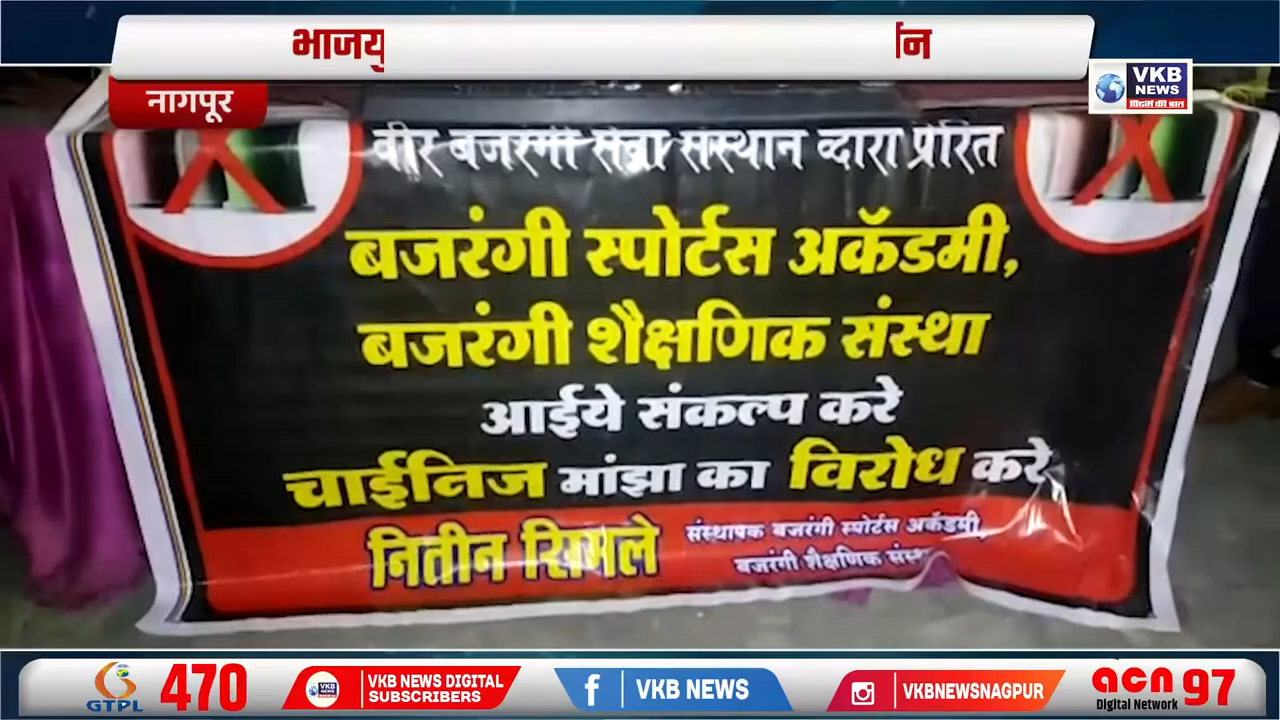 भाजयु
न
VKB
NEWS
विदर्भ की बात
नागपूर
वीर बजरंगी सेवा संस्थान व्दारा प्रेरित
बजरंगी स्पोर्टस अकॅडमी,
बजरंगी शैक्षणिक संस्था
आईये संकल्प करे
चाईनिज मांझा का विरोध करे
नितीन सिमले
संस्थापक बजरंगी स्पोर्टस अकॅडमी,
बजरंगी शैक्षणिक
GTPL
470
VKB NEWS DIGITAL
SUBSCRIBERS
VKB NEWS
VKBNEWSNAGPUR
acn 97
Digital Network